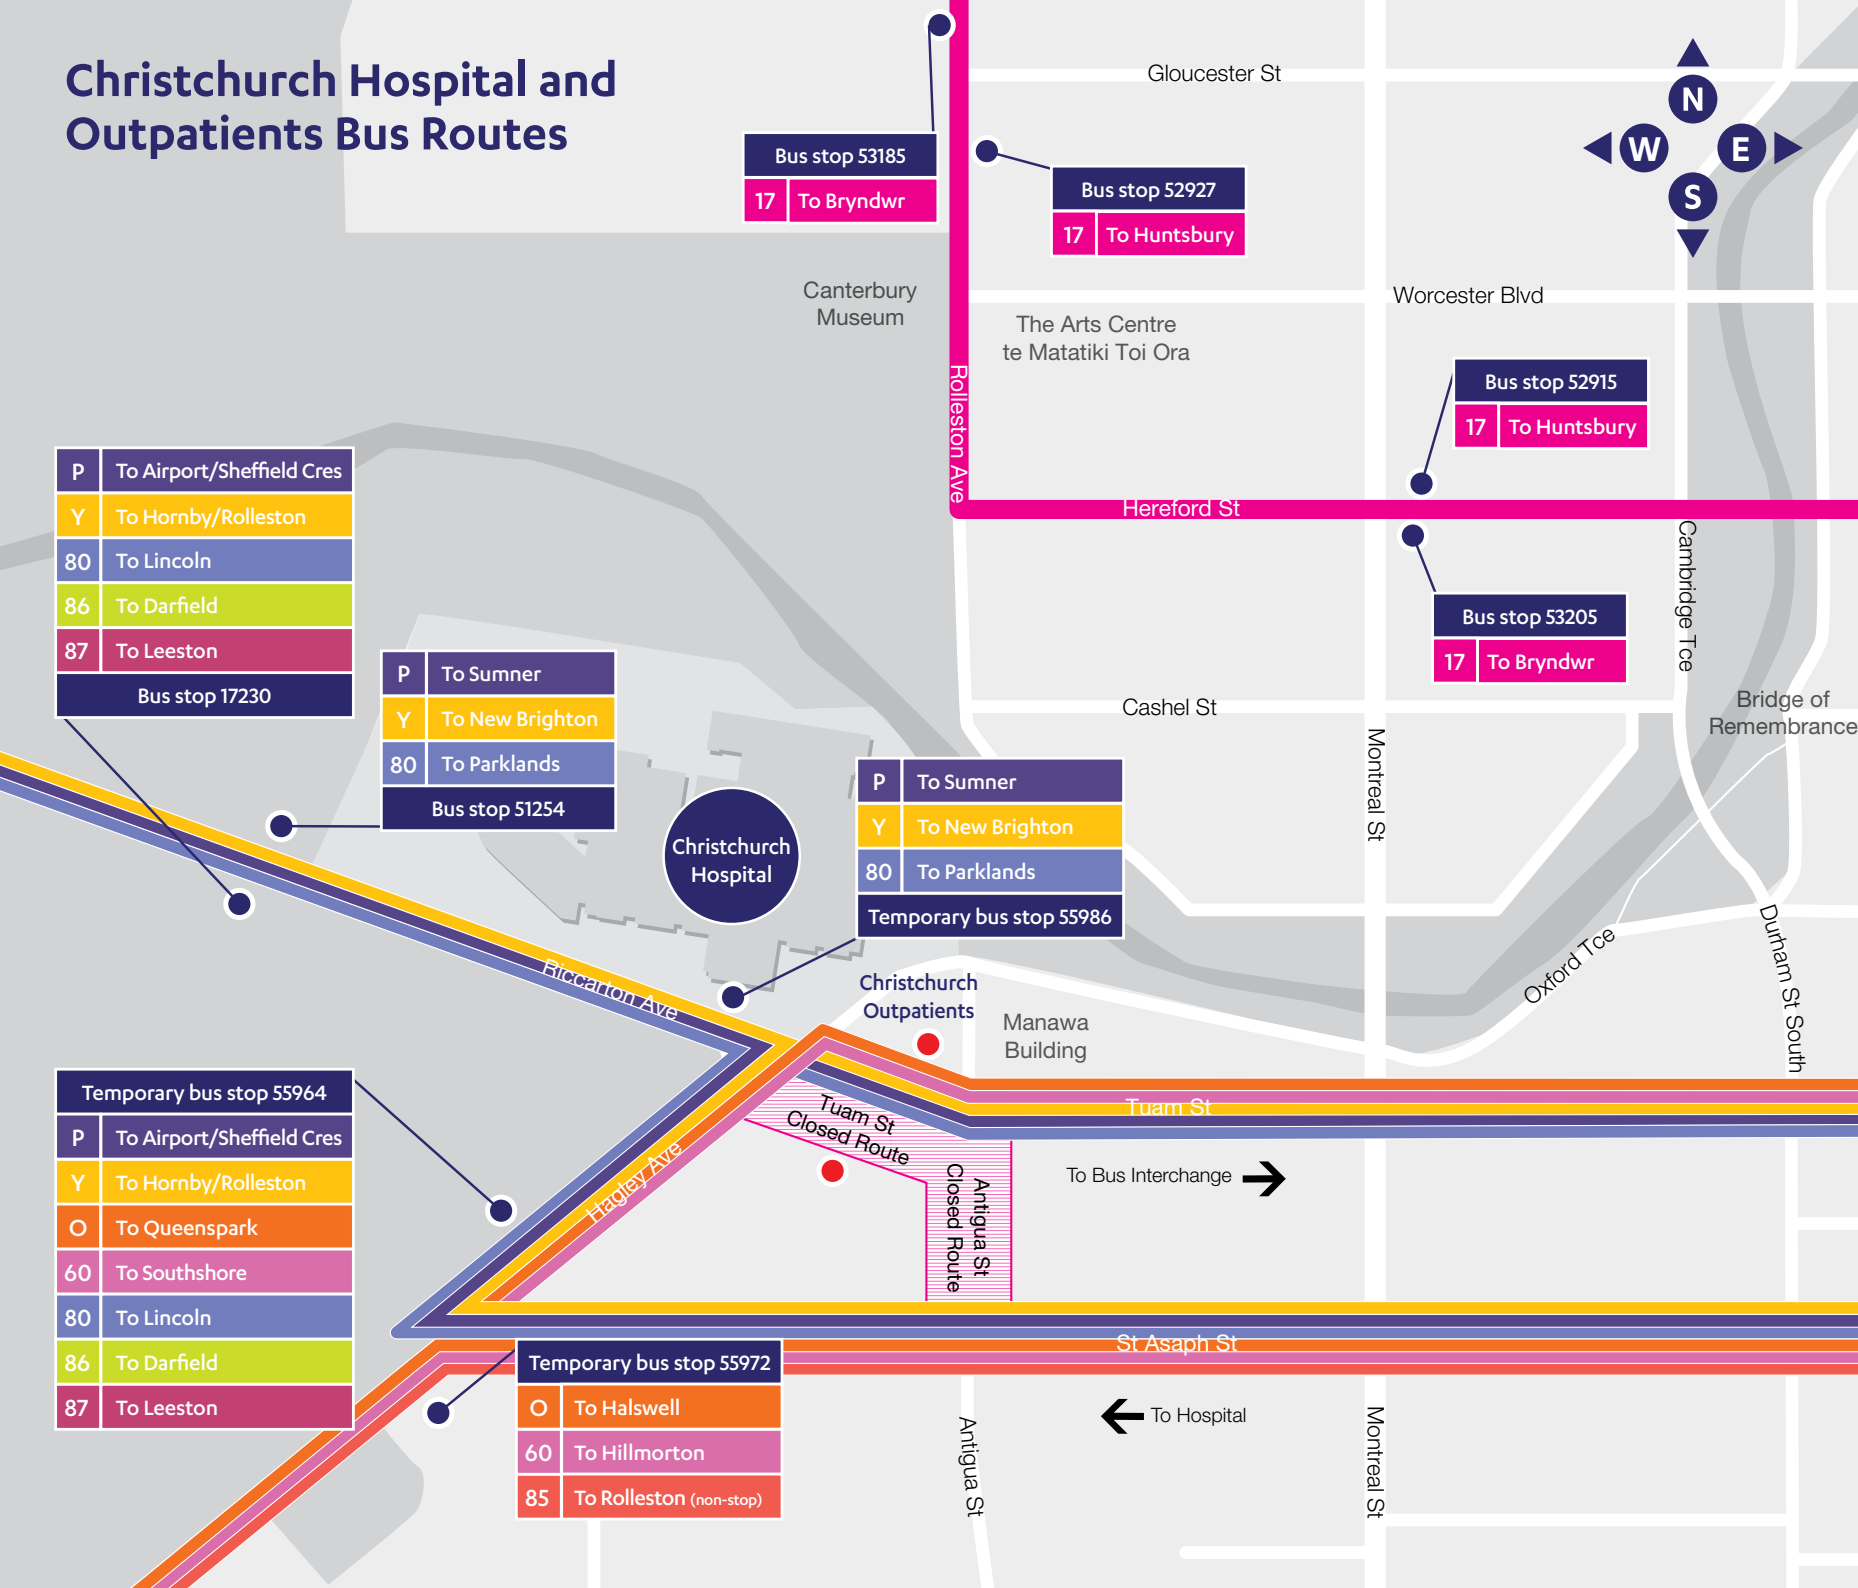 Christchurch Hospital and
Outpatients Bus Routes
Gloucester St
N
W
E
S
Bus stop 53185
17 To Bryndwr
Bus stop 52927
17 To Huntsbury
Canterbury
Museum
Worcester Blvd
The Arts Centre
te Matatiki Toi Ora
Rolleston Ave
Bus stop 52915
17 To Huntsbury
Hereford St
P To Airport/Sheffield Cres
Y To Hornby/Rolleston
80 To Lincoln
86 To Darfield
87 To Leeston
Bus stop 17230
Cambridge Tce
Bus stop 53205
17 To Bryndwr
P To Sumner
Y To New Brighton
80 To Parklands
Bus stop 51254
Cashel St
Bridge of
Remembrance
Montreal St
P To Sumner
Y To New Brighton
80 To Parklands
Temporary bus stop 55986
Christchurch
Hospital
Riccarton Ave
Christchurch
Outpatients
Manawa
Building
Oxford Tce
Durham St South
Tuam St
Tuam St
Closed Route
Hagley Ave
Antigua St
Closed Route
To Bus Interchange
Temporary bus stop 55964
P To Airport/Sheffield Cres
Y To Hornby/Rolleston
O To Queenspark
60 To Southshore
80 To Lincoln
86 To Darfield
87 To Leeston
St Asaph St
Temporary bus stop 55972
O To Halswell
60 To Hillmorton
85 To Rolleston (non-stop)
To Hospital
Antigua St
Montreal St